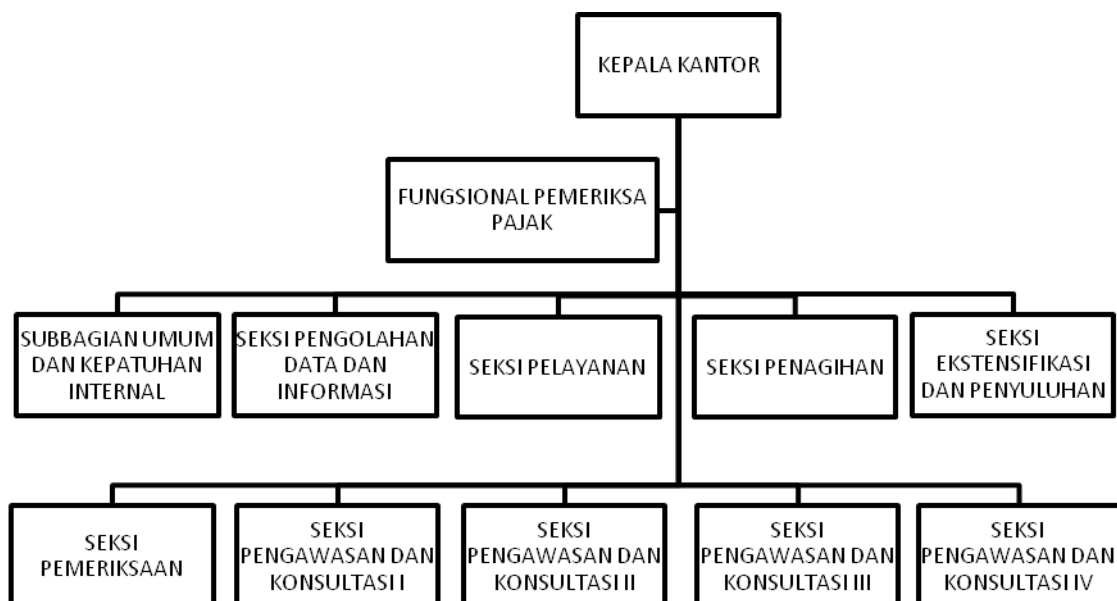 KEPALA KANTOR
FUNGSIONAL PEMERIKSA
PAJAK
SUBBAGIAN UMUM
DAN KEPATUHAN
INTERNAL
SEKSI PENGOLAHAN
DATA DAN
INFORMASI
SEKSI PELAYANAN
SEKSI PENAGIHAN
SEKSI
EKSTENSIFIKASI
DAN PENYULUHAN
SEKSI
PEMERIKSAAN
SEKSI
PENGAWASAN DAN
KONSULTASI I
SEKSI
PENGAWASAN DAN
KONSULTASI II
SEKSI
PENGAWASAN DAN
KONSULTASI III
SEKSI
PENGAWASAN DAN
KONSULTASI IV